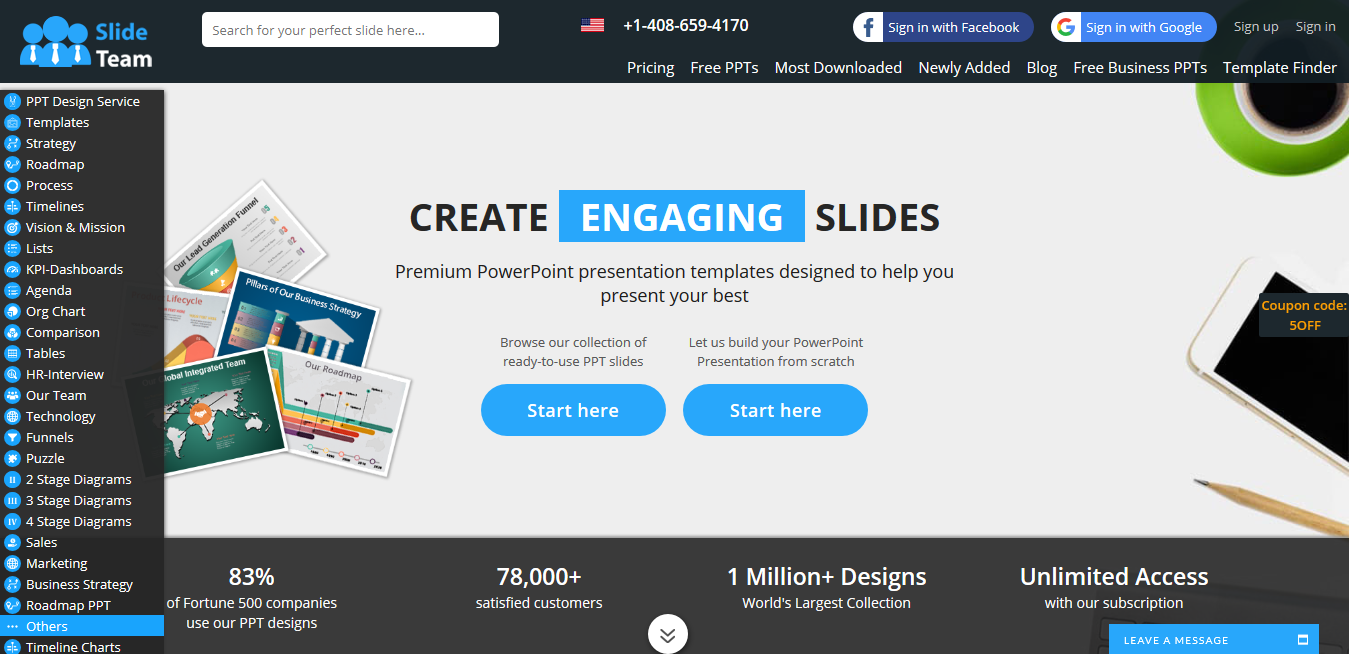 Slide
Team
Search for your perfect slide here...
+1-408-659-4170
Sign in with Facebook
Sign in with Google
Sign up
Sign in
Pricing
Free PPTs
Most Downloaded
Newly Added
Blog
Free Business PPTs
Template Finder
PPT Design Service
Templates
Strategy
Roadmap
Process
Timelines
Vision & Mission
Lists
KPI-Dashboards
Agenda
Org Chart
Comparison
Tables
HR-Interview
Our Team
Technology
Funnels
Puzzle
II 2 Stage Diagrams
III 3 Stage Diagrams
IV 4 Stage Diagrams
Sales
Marketing
Business Strategy
Roadmap PPT
Others
Timeline Charts
Our Lead Generation Funnel
Lifecycle
Pillars of Our Business Strategy
Global Integrated Team
Our Roadmap
CREATE ENGAGING SLIDES
Premium PowerPoint presentation templates designed to help you
present your best
Browse our collection of
ready-to-use PPT slides
Start here
Let us build your PowerPoint
Presentation from scratch
Start here
Coupon code:
5OFF
83%
of Fortune 500 companies
use our PPT designs
78,000+
satisfied customers
1 Million+ Designs
World's Largest Collection
Unlimited Access
with our subscription
LEAVE A MESSAGE